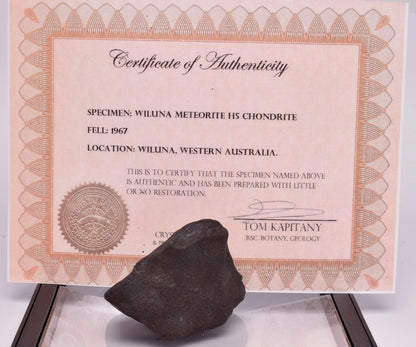 Certificate of Authenticity
SPECIMEN: WILUNA METEORITE H5 CHONDRITE
FELL: 1967
LOCATION: WILUNA, WESTERN AUSTRALIA.
THIS IS TO CERTIFY THAT THE SPECIMEN NAMED ABOVE
IS AUTHENTIC AND HAS BEEN PREPARED WITH LITTLE
OR NO RESTORATION.
TOM KAPITANY
BSC. BOTANY, GEOLOGY